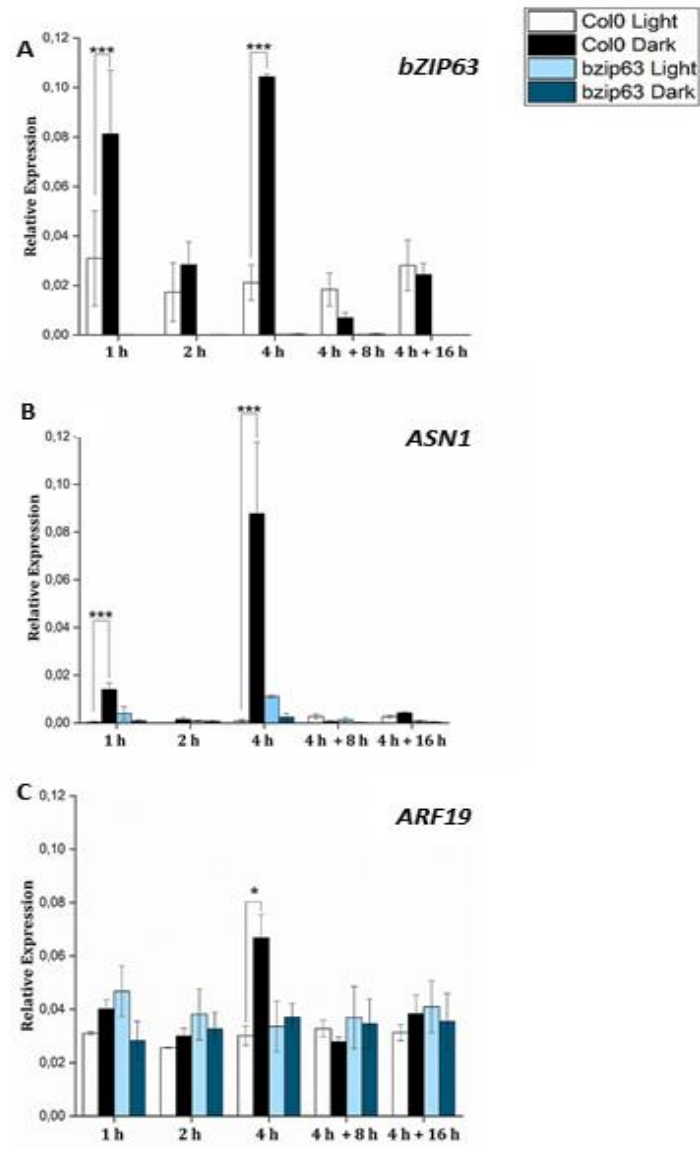 Col0 Light
Col0 Dark
bzip63 Light
bzip63 Dark
A
bZIP63
***
***
Relative Expression
0,12
0,10
0,08
0,06
0,04
0,02
0,00
1 h
2 h
4 h
4 h + 8 h
4 h + 16 h
B
ASN1
***
***
Relative Expression
0,12
0,10
0,08
0,06
0,04
0,02
0,00
1 h
2 h
4 h
4 h + 8 h
4 h + 16 h
C
ARF19
*
Relative Expression
0,12
0,10
0,08
0,06
0,04
0,02
0,00
1 h
2 h
4 h
4 h + 8 h
4 h + 16 h